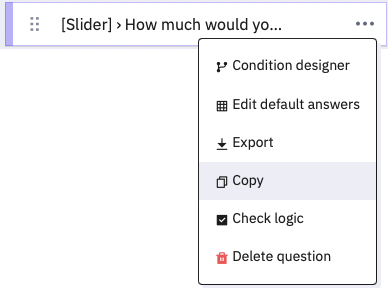 [Slider] › How much would yo...
Condition designer
Edit default answers
Export
Copy
Check logic
Delete question